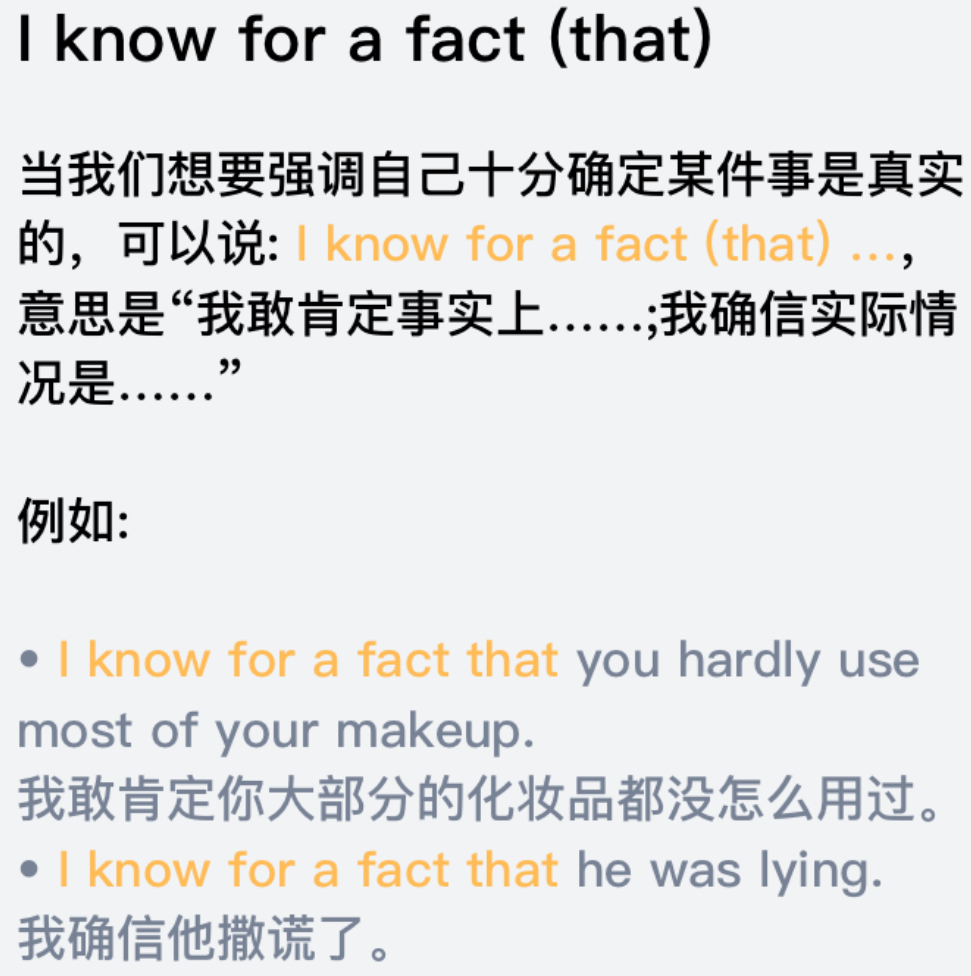 I know for a fact (that)
当我们想要强调自己十分确定某件事是真实
的，可以说: I know for a fact (that) ...，
意思是“我敢肯定事实上……;我确信实际情
况是……”
例如:
• I know for a fact that you hardly use
most of your makeup.
我敢肯定你大部分的化妆品都没怎么用过。
• I know for a fact that he was lying.
我确信他撒谎了。